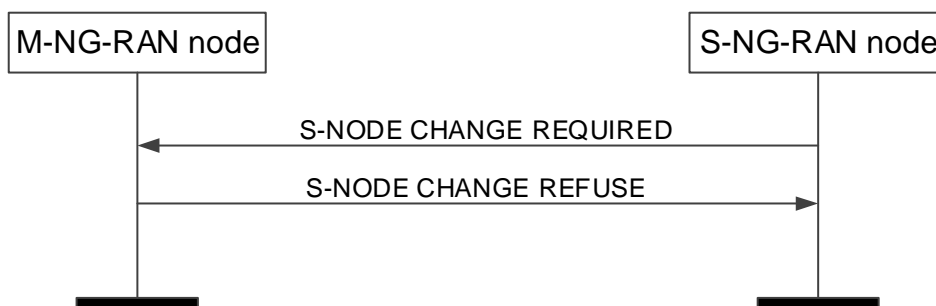 M-NG-RAN node
S-NG-RAN node
S-NODE CHANGE REQUIRED
S-NODE CHANGE REFUSE